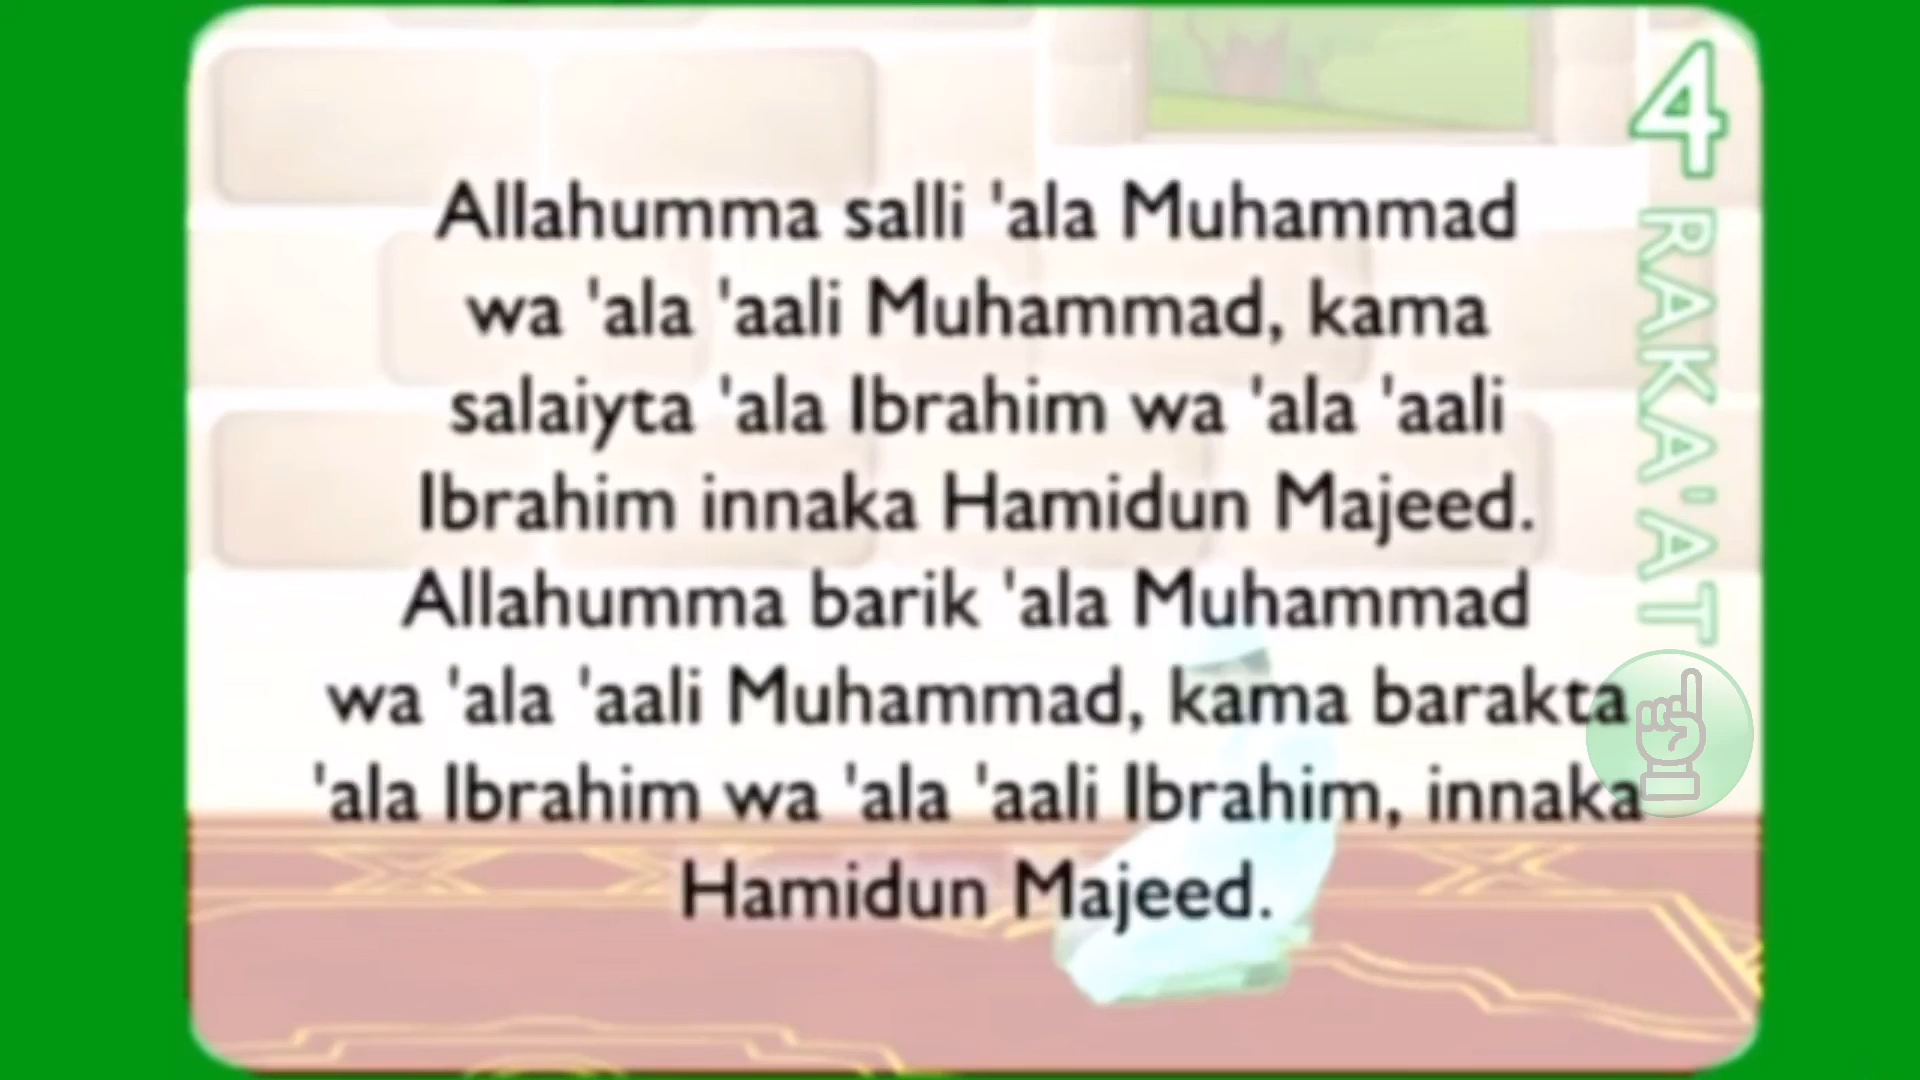 Allahumma salli 'ala Muhammad
wa 'ala 'aali Muhammad, kama
salaiyta 'ala Ibrahim wa 'ala 'aali
Ibrahim innaka Hamidun Majeed.
Allahumma barik 'ala Muhammad
wa 'ala 'aali Muhammad, kama barakta
'ala Ibrahim wa 'ala 'aali Ibrahim, innaka
Hamidun Majeed.
4 RAKA'AT